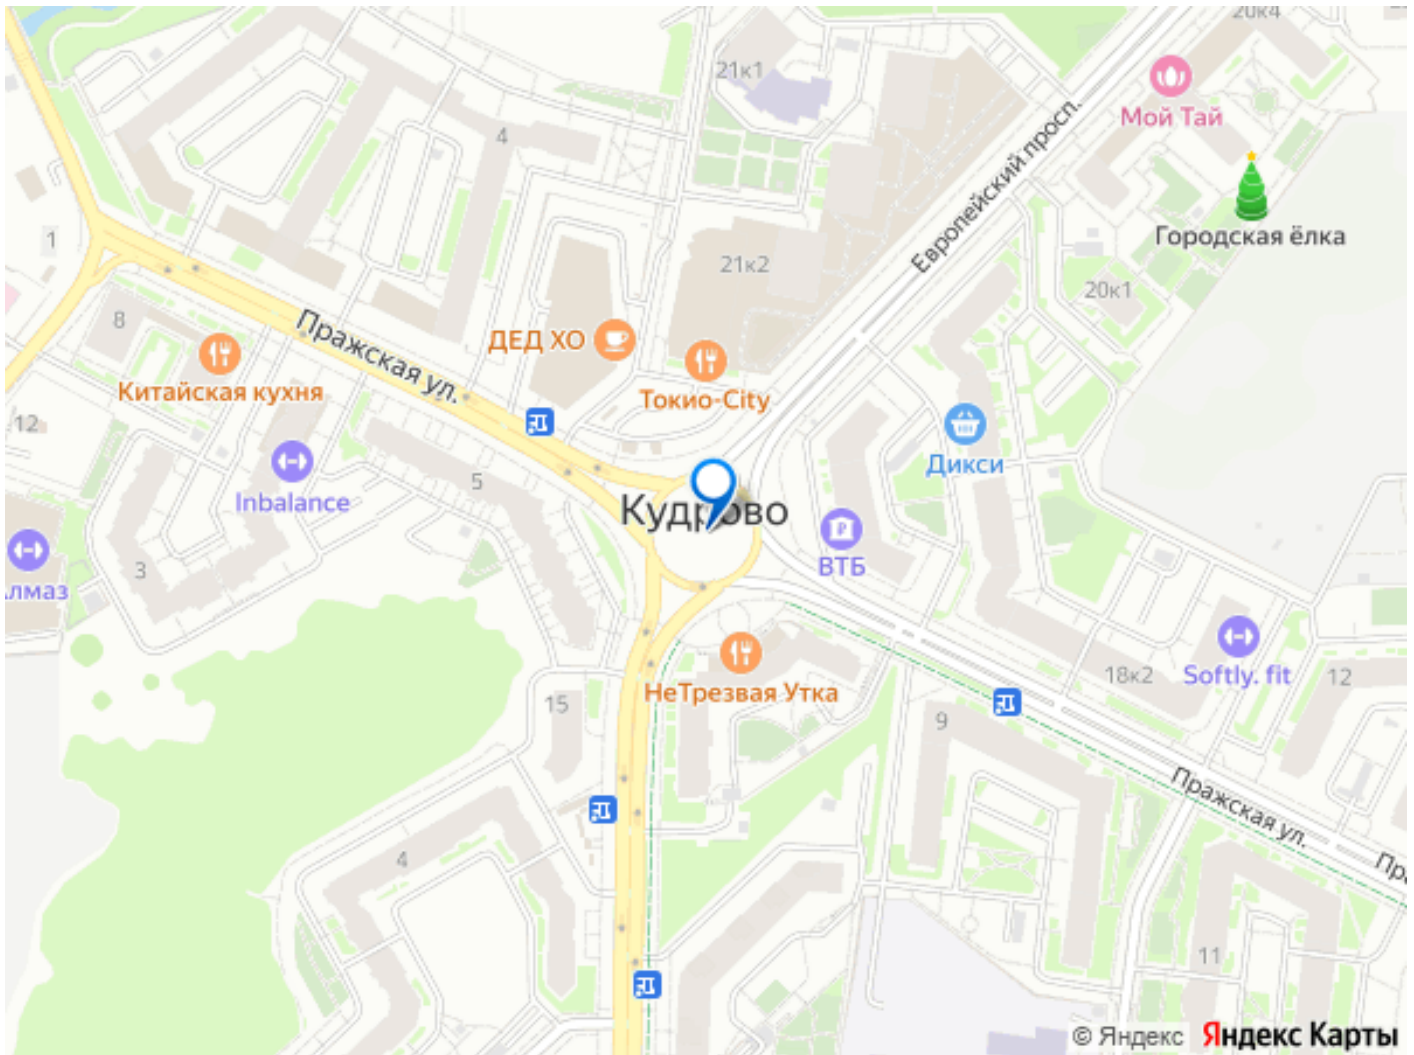 20к4
21к1
Мой Тай
Европейский просп.
4
Городская ёлка
1
21к2
20к1
8
Пражская ул.
ДЕД ХО
Китайская кухня
Токио-City
12
Дикси
5
Inbalance
Кудрово
ВТБ
3
лмаз
НеТрезвая Утка
18к2
Softly. fit
12
15
9
Пражская ул.
4
Пра
11
© Яндекс Яндекс Карты